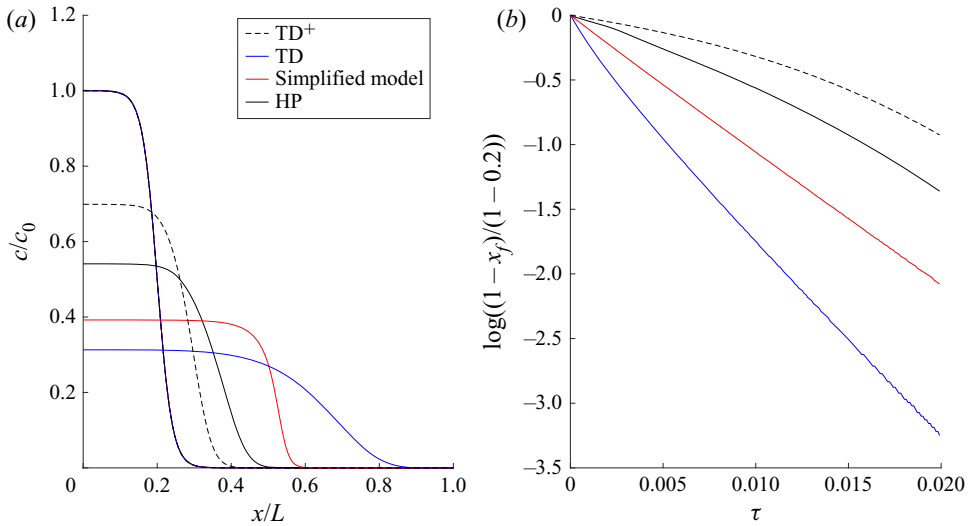 (a)
1.2
1.0
0.8
0.6
0.4
0.2
0
0.2
0.4
0.6
0.8
1.0
c/c0
x/L
TD+
TD
Simplified model
HP
(b)
0
−0.5
−1.0
−1.5
−2.0
−2.5
−3.0
−3.5
0
0.005
0.010
0.015
0.020
log((1 − xf)/(1 − 0.2))
τ